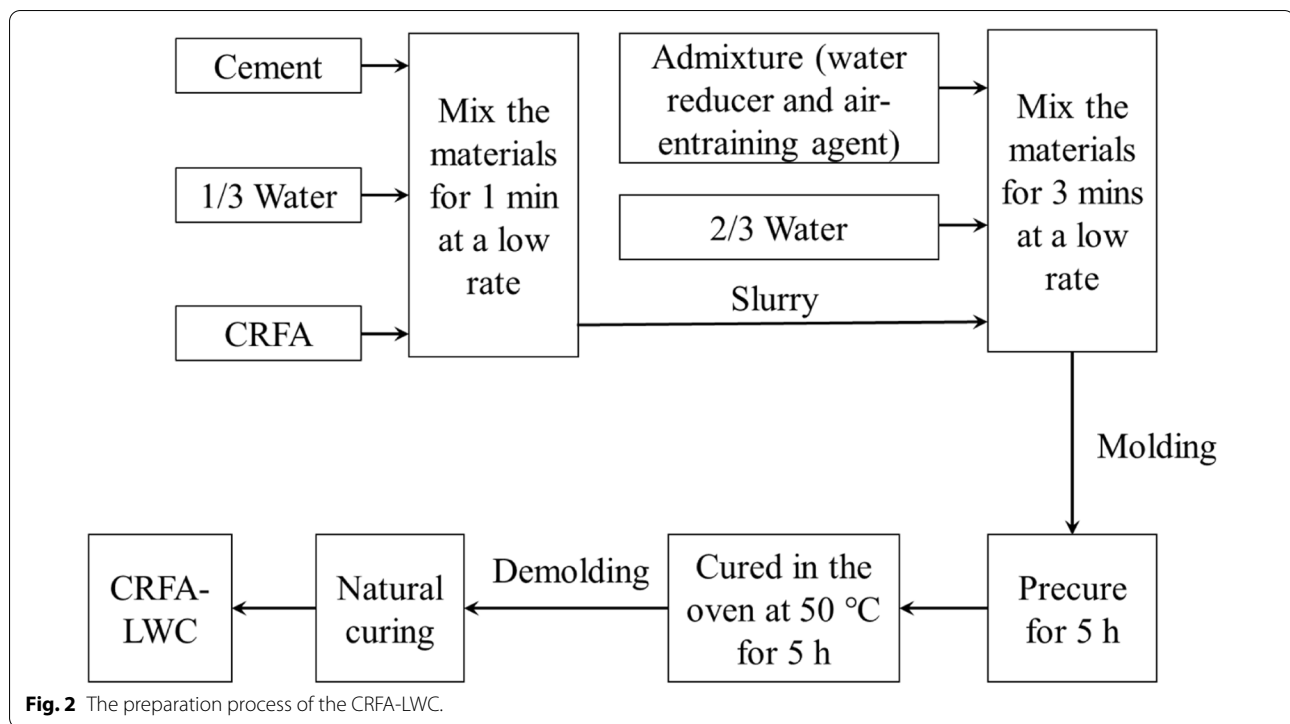 Cement
1/3 Water
CRFA
Mix the
materials
for 1 min
at a low
rate
Admixture (water
reducer and air-
entraining agent)
2/3 Water
Slurry
Mix the
materials
for 3 mins
at a low
rate
Molding
Precure
for 5 h
Cured in the
oven at 50 °C
for 5 h
Demolding
Natural
curing
CRFA-
LWC
Fig. 2 The preparation process of the CRFA-LWC.